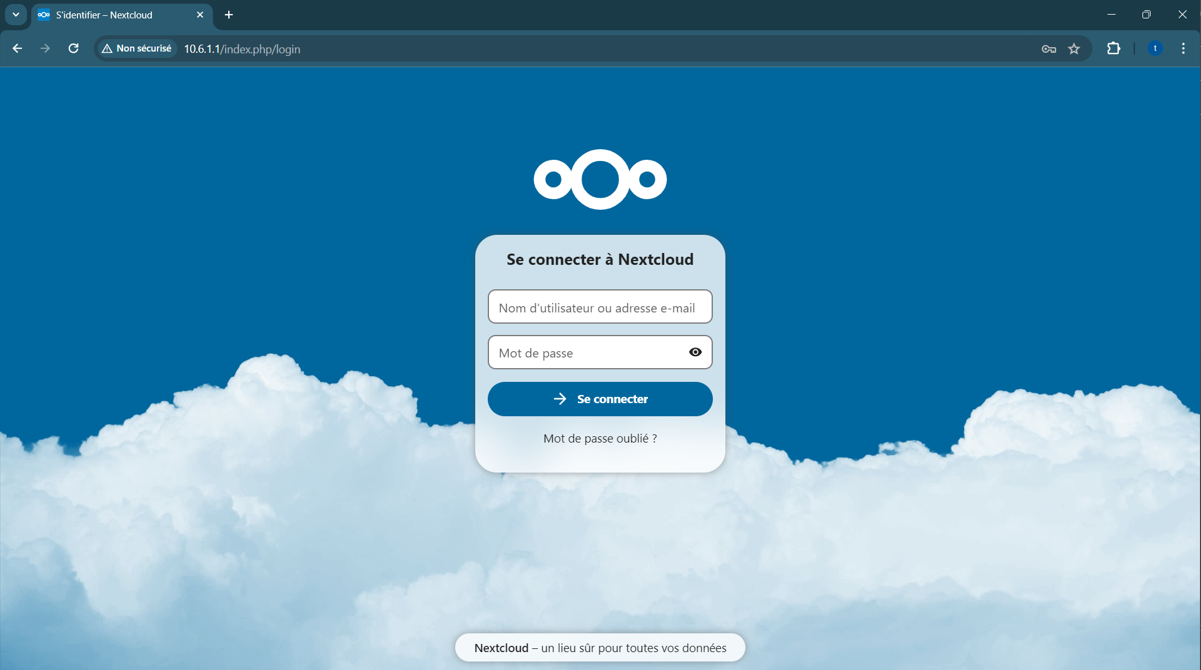 S'identifier – Nextcloud
Non sécurisé
10.6.1.1/index.php/login
t
Se connecter à Nextcloud
Nom d'utilisateur ou adresse e-mail
Mot de passe
Se connecter
Mot de passe oublié ?
Nextcloud – un lieu sûr pour toutes vos données